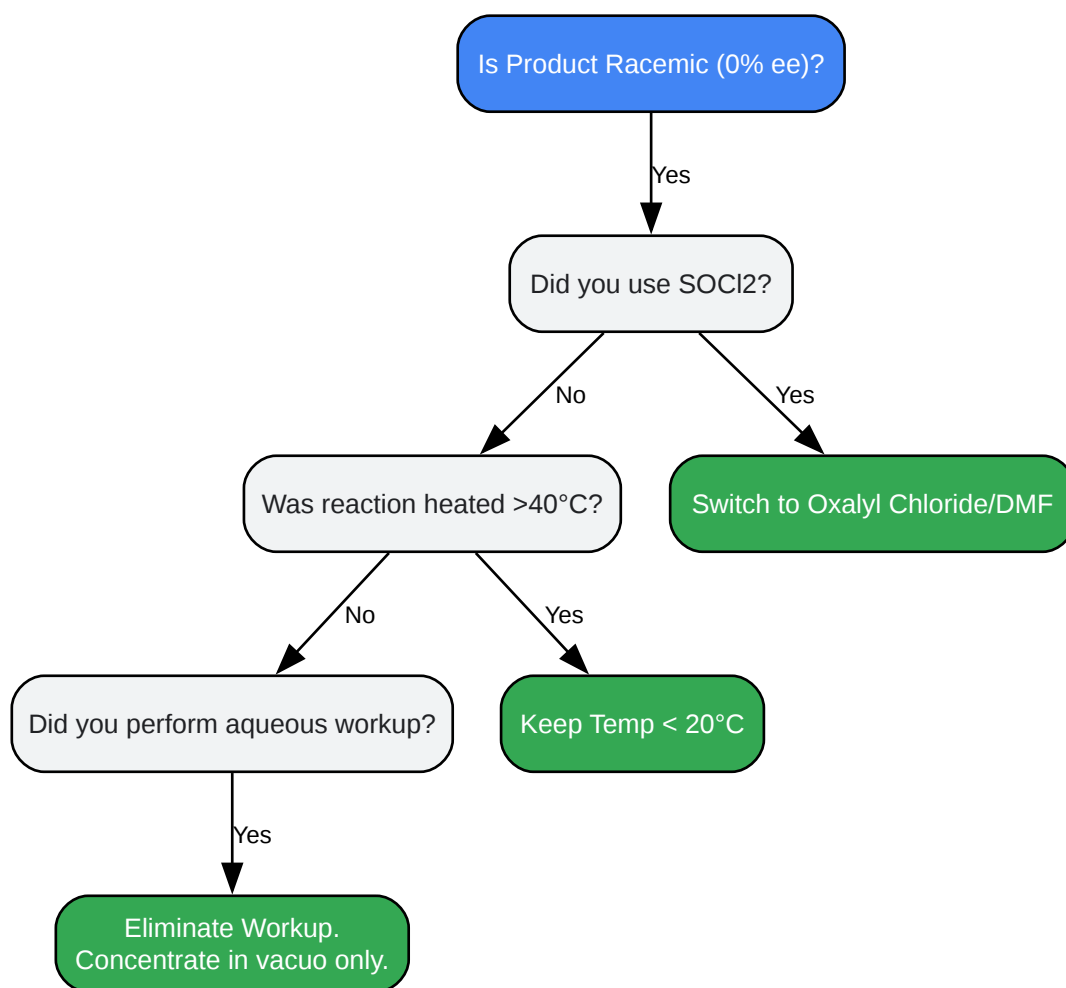 Is Product Racemic (0% ee)?
Yes
Did you use SOCl2?
No
Yes
Was reaction heated >40°C?
Switch to Oxalyl Chloride/DMF
No
Yes
Did you perform aqueous workup?
Keep Temp < 20°C
Yes
Eliminate Workup.
Concentrate in vacuo only.